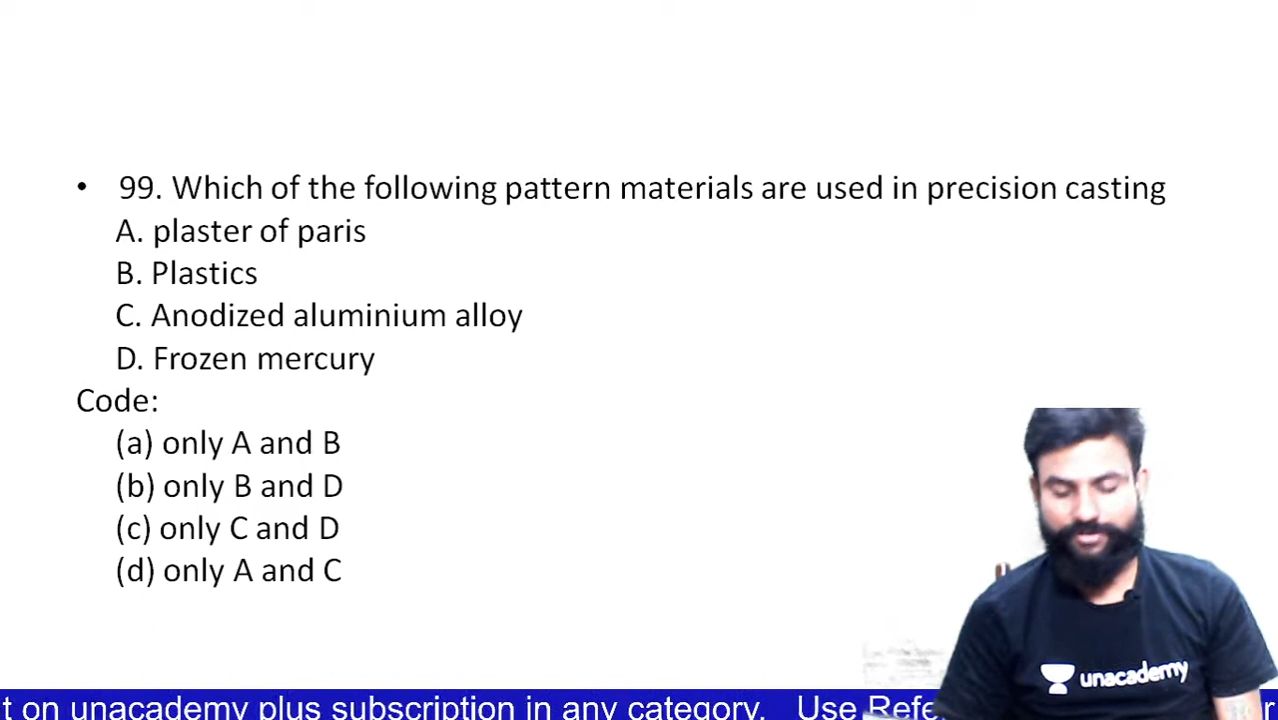 • 99. Which of the following pattern materials are used in precision casting
A. plaster of paris
B. Plastics
C. Anodized aluminium alloy
D. Frozen mercury
Code:
(a) only A and B
(b) only B and D
(c) only C and D
(d) only A and C
unacademy
t on unacademy plus subscription in any category. Use